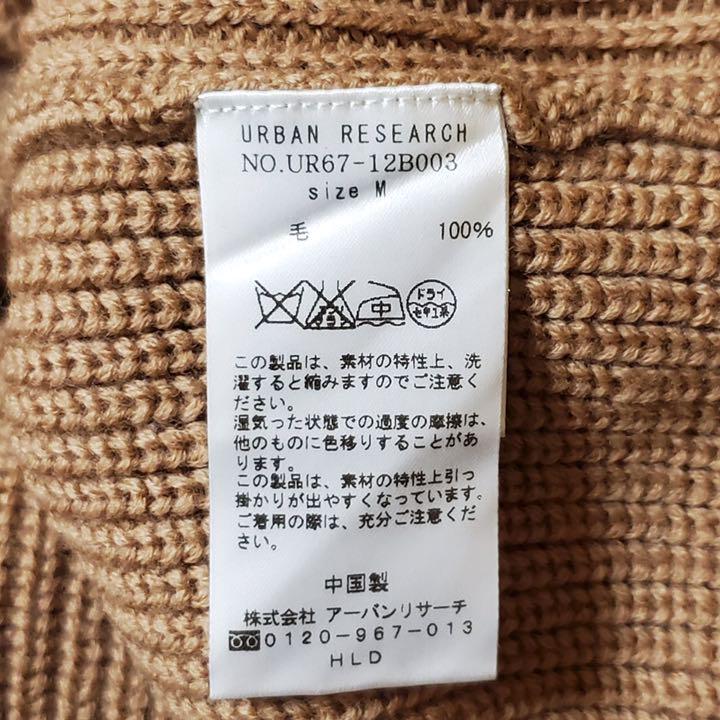 URBAN RESEARCH
NO.UR67-12B003
size M
毛 100%
中 ドライ
セキユ系
この製品は、素材の特性上、洗
濯すると縮みますのでご注意く
ださい。
湿気った状態での過度の摩擦は、
他のものに色移りすることがあ
ります。
この製品は、素材の特性上引っ
掛かりが出やすくなっています。
ご着用の際は、充分ご注意くだ
さい。
中国製
株式会社 アーバンリサーチ
0120-967-013
HLD